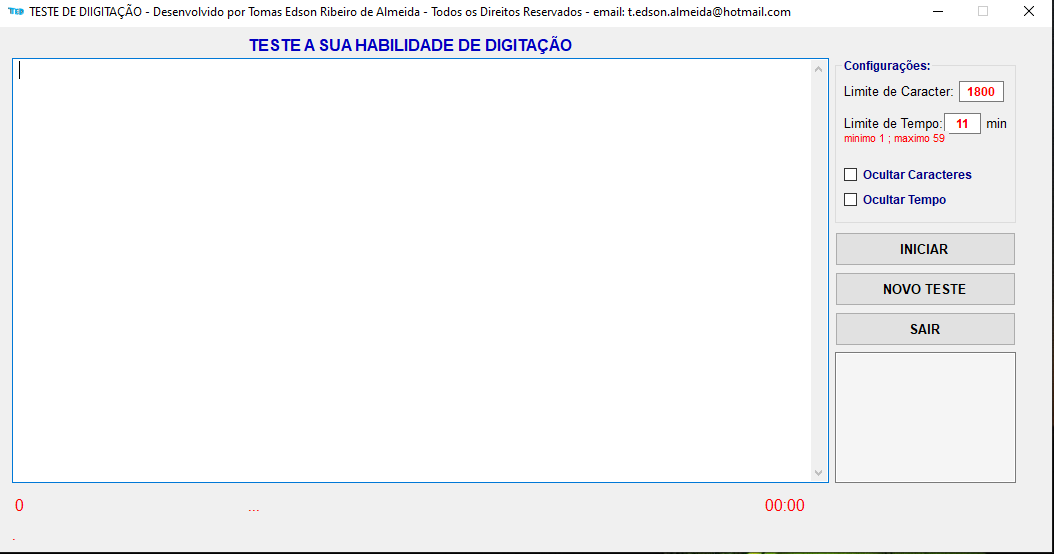 TESTE DE DIIGITAÇÃO - Desenvolvido por Tomas Edson Ribeiro de Almeida - Todos os Direitos Reservados - email: t.edson.almeida@hotmail.com
TESTE A SUA HABILIDADE DE DIGITAÇÃO
Configurações:
Limite de Caracter: 1800
Limite de Tempo: 11 min
minimo 1 ; maximo 59
Ocultar Caracteres
Ocultar Tempo
INICIAR
NOVO TESTE
SAIR
0 ... 00:00
.